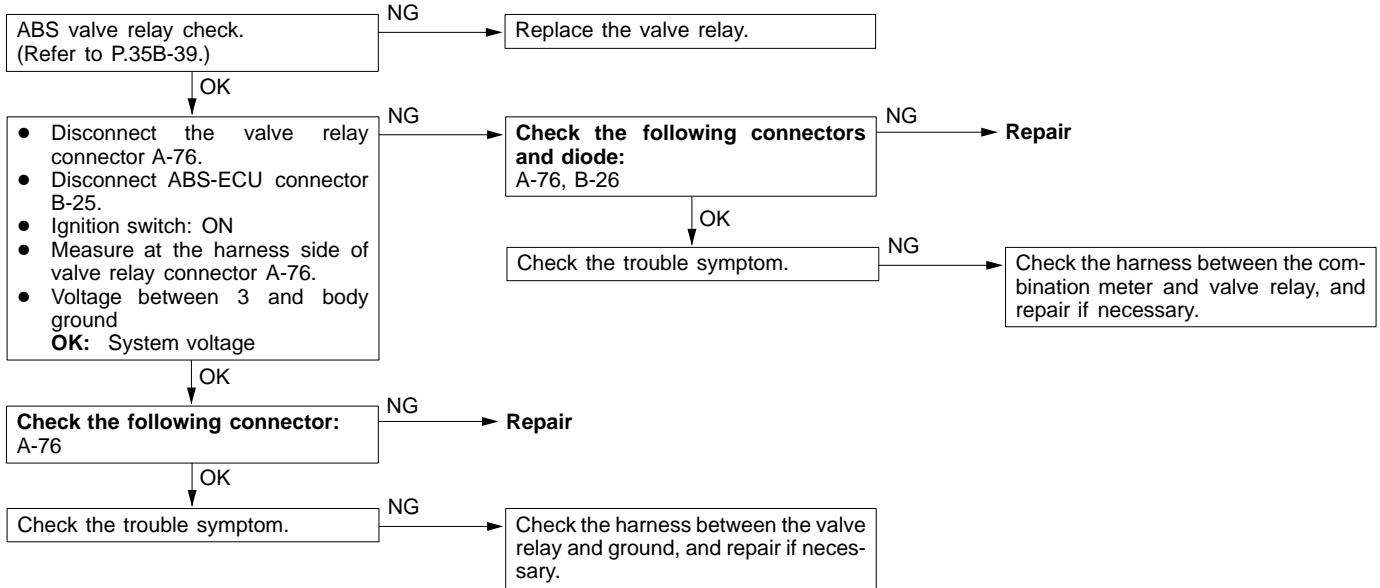 ABS valve relay check.
(Refer to P.35B-39.)
NG
Replace the valve relay.
OK
● Disconnect the valve relay
connector A-76.
● Disconnect ABS-ECU connector
B-25.
● Ignition switch: ON
● Measure at the harness side of
valve relay connector A-76.
● Voltage between 3 and body
ground
OK: System voltage
NG
Check the following connectors
and diode:
A-76, B-26
NG
Repair
OK
Check the trouble symptom.
NG
Check the harness between the com-
bination meter and valve relay, and
repair if necessary.
OK
Check the following connector:
A-76
NG
Repair
OK
Check the trouble symptom.
NG
Check the harness between the valve
relay and ground, and repair if neces-
sary.